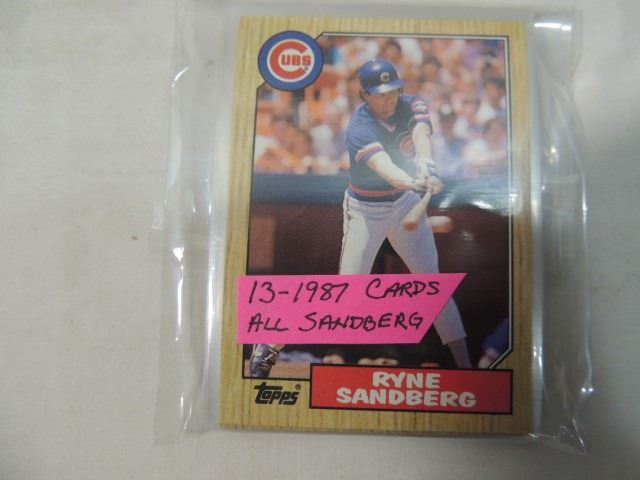 CUBS
13-1987 CARDS
ALL SANDBERG
topps®
RYNE
SANDBERG